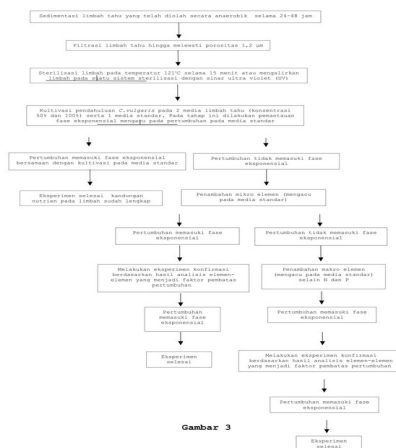 Sedimentasi limbah tahu yang telah diolah secara anaerobik selama 24-48 jam
Filtrasi limbah tahu hingga melewati porositas 1,2 µm
Sterilisasi limbah pada temperatur 121°C selama 15 menit atau mengalirkan
limbah pada suatu sistem sterilisasi dengan sinar ultra violet (UV)
Kultivasi pendahuluan C.vulgaris pada 2 media limbah tahu (konsentrasi
50% dan 100%) serta 1 media standar. Pada tahap ini dilakukan pemantauan
fase eksponensial mengacu pada pertumbuhan pada media standar
Pertumbuhan memasuki fase eksponensial
bersamaan dengan kultivasi pada media standar
Pertumbuhan tidak memasuki fase
eksponensial
Eksperimen selesai kandungan
nutrien pada limbah sudah lengkap
Penambahan mikro elemen (mengacu
pada media standar)
Pertumbuhan memasuki fase
eksponensial
Pertumbuhan tidak memasuki fase
eksponensial
Melakukan eksperimen konfirmasi
berdasarkan hasil analisis elemen-
elemen yang menjadi faktor pembatas
pertumbuhan
Penambahan makro elemen
(mengacu pada media standar)
selain N dan P
Pertumbuhan
memasuki fase
eksponensial
Pertumbuhan memasuki fase
eksponensial
Eksperimen
selesai
Melakukan eksperimen konfirmasi
berdasarkan hasil analisis elemen-elemen
yang menjadi faktor pembatas pertumbuhan
Pertumbuhan memasuki fase
eksponensial
Gambar 3
Eksperimen
selesai